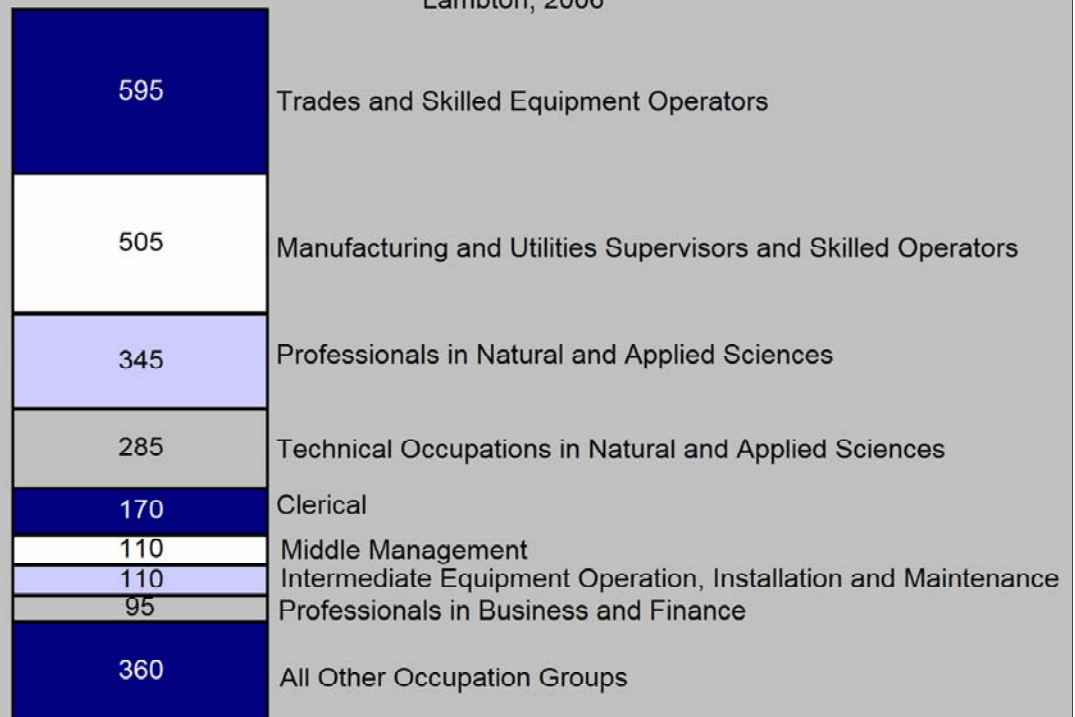 Lambton, 2006
595 Trades and Skilled Equipment Operators
505 Manufacturing and Utilities Supervisors and Skilled Operators
345 Professionals in Natural and Applied Sciences
285 Technical Occupations in Natural and Applied Sciences
170 Clerical
110 Middle Management
110 Intermediate Equipment Operation, Installation and Maintenance
95 Professionals in Business and Finance
360 All Other Occupation Groups